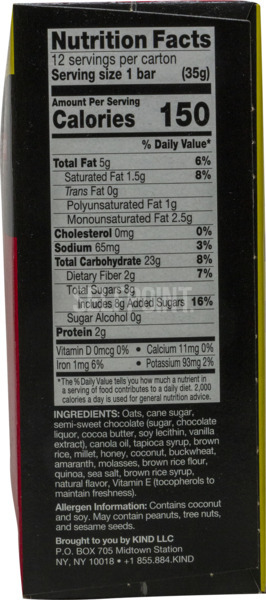 Nutrition Facts
12 servings per carton
Serving size 1 bar (35g)
Amount Per Serving
Calories 150
% Daily Value*
Total Fat 5g 6%
Saturated Fat 1.5g 8%
Trans Fat 0g
Polyunsaturated Fat 1g
Monounsaturated Fat 2.5g
Cholesterol 0mg 0%
Sodium 65mg 3%
Total Carbohydrate 23g 8%
Dietary Fiber 2g 7%
Total Sugars 8g
Includes 8g Added Sugars 16%
Sugar Alcohol 0g
Protein 2g
Vitamin D 0mcg 0% • Calcium 11mg 0%
Iron 1mg 6% • Potassium 93mg 2%
*The % Daily Value tells you how much a nutrient in
a serving of food contributes to a daily diet. 2,000
calories a day is used for general nutrition advice.
INGREDIENTS: Oats, cane sugar,
semi-sweet chocolate (sugar, chocolate
liquor, cocoa butter, soy lecithin, vanilla
extract), canola oil, tapioca syrup, brown
rice, millet, honey, coconut, buckwheat,
amaranth, molasses, brown rice flour,
quinoa, sea salt, brown rice syrup,
natural flavor, Vitamin E (tocopherols to
maintain freshness).
Allergen Information: Contains coconut
and soy. May contain peanuts, tree nuts,
and sesame seeds.
Brought to you by KIND LLC
P.O. BOX 705 Midtown Station
NY, NY 10018 • +1 855.884.KIND